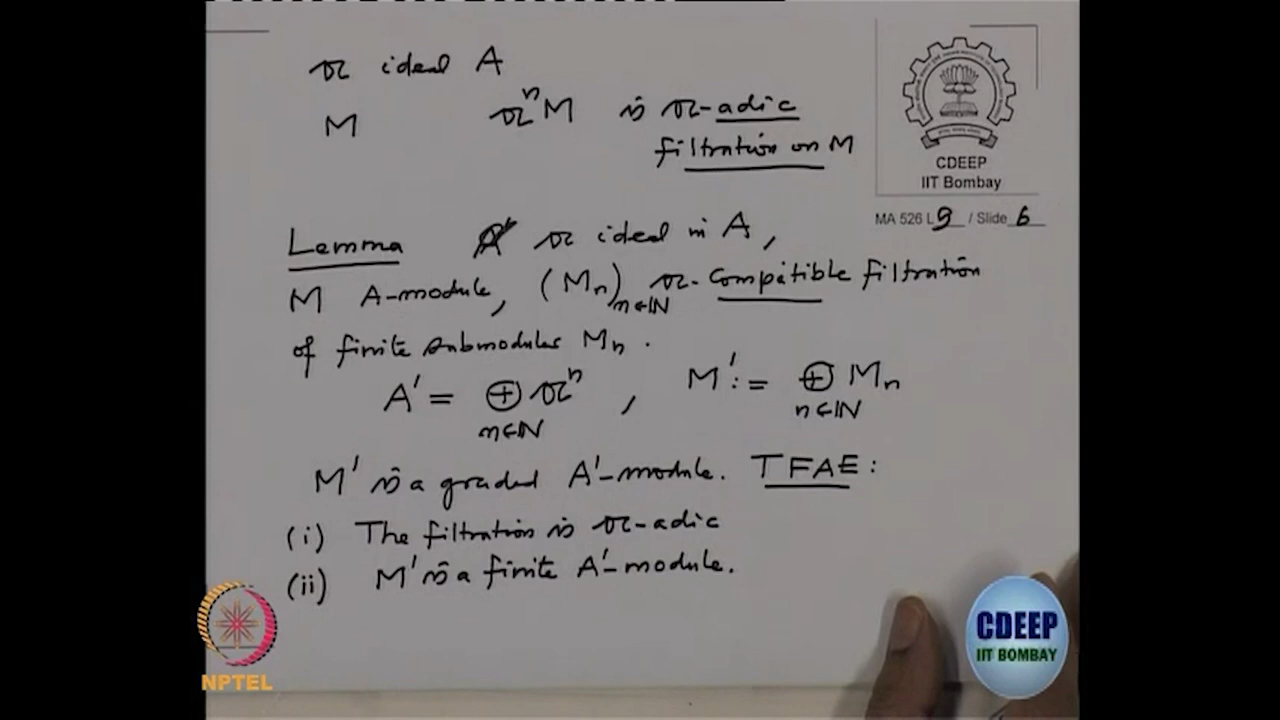 𝔞 ideal A
M 𝔞ⁿM is 𝔞-adic
filtration on M
CDEEP
IIT Bombay
MA 526 L9 / Slide 6
Lemma 𝔞 ideal in A,
M A-module, (Mₙ)n∈ℕ 𝔞-compatible filtration
of finite submodules Mₙ.
A′ = ⊕n∈ℕ 𝔞ⁿ, M′ := ⊕n∈ℕ Mₙ
M′ is a graded A′-module. TFAE:
(i) The filtration is 𝔞-adic
(ii) M′ is a finite A′-module.
CDEEP
IIT BOMBAY
NPTEL